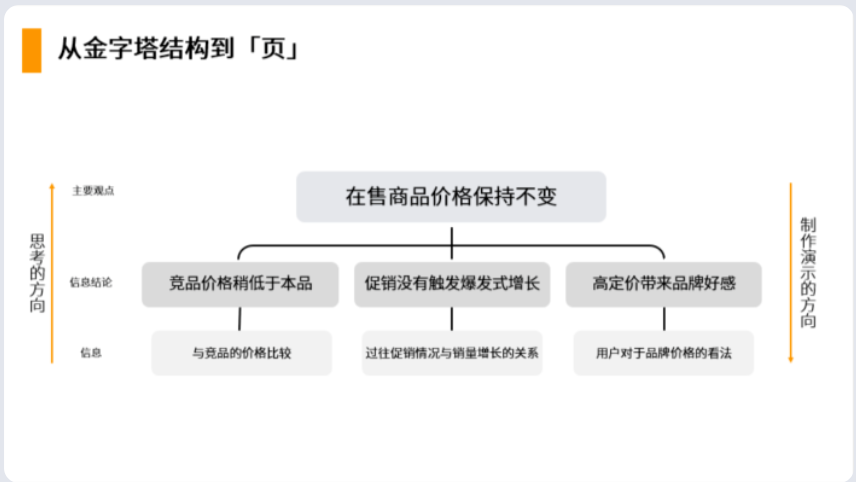 从金字塔结构到「页」
主要观点
在售商品价格保持不变
思考的方向
制作演示的方向
信息结论
竞品价格稍低于本品
促销没有触发爆发式增长
高定价带来品牌好感
信息
与竞品的价格比较
过往促销情况与销量增长的关系
用户对于品牌价格的看法